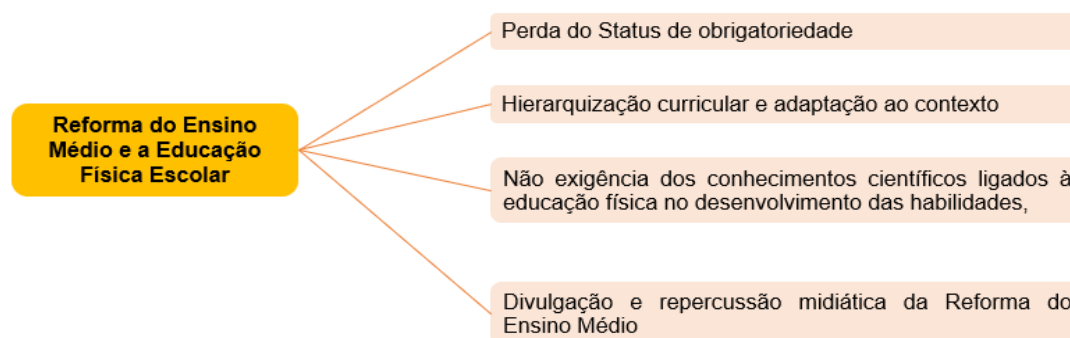 Reforma do Ensino
Médio e a Educação
Física Escolar
Perda do Status de obrigatoriedade
Hierarquização curricular e adaptação ao contexto
Não exigência dos conhecimentos científicos ligados à
educação física no desenvolvimento das habilidades,
Divulgação e repercussão midiática da Reforma do
Ensino Médio